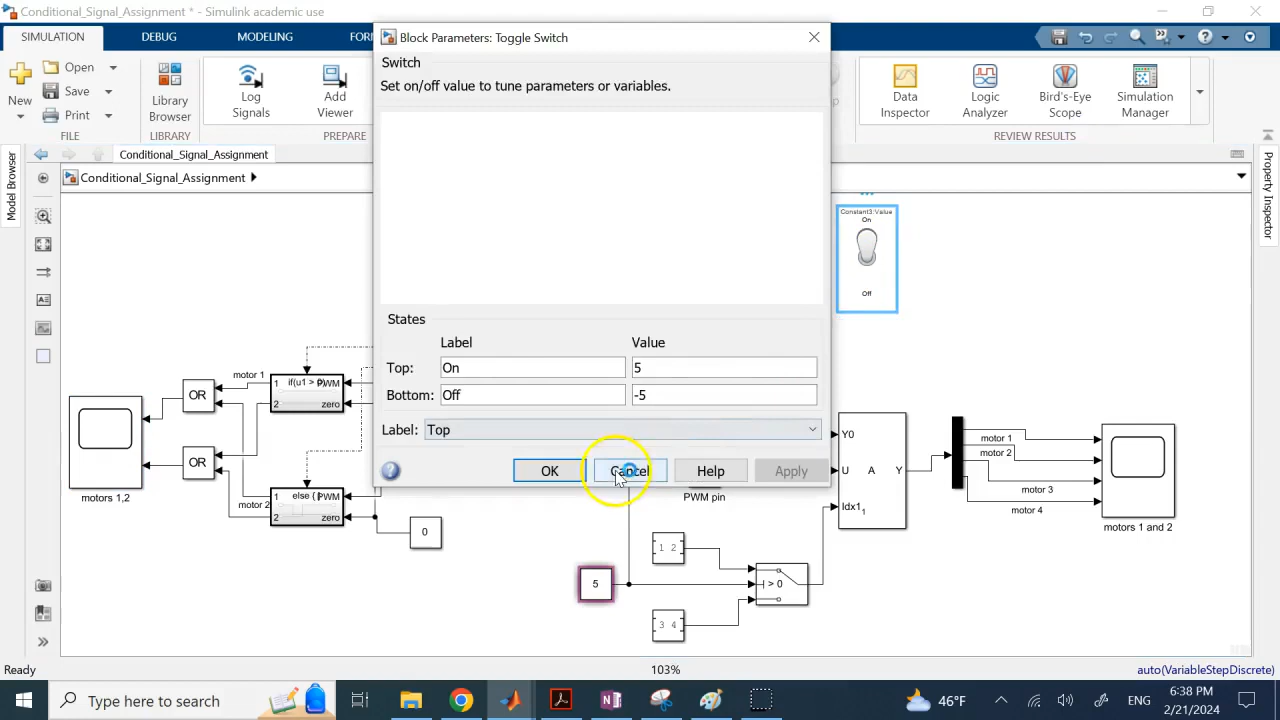 Conditional_Signal_Assignment * - Simulink academic use
SIMULATION
DEBUG
MODELING
FOR
New
Open
Save
Print
FILE
Library
Browser
LIBRARY
Log
Signals
Add
Viewer
PREPARE
Data
Inspector
Logic
Analyzer
Bird's-Eye
Scope
Simulation
Manager
REVIEW RESULTS
Conditional_Signal_Assignment
Conditional_Signal_Assignment
Model Browser
Property Inspector
Block Parameters: Toggle Switch
Switch
Set on/off value to tune parameters or variables.
States
Label
Value
Top:
On
5
Bottom:
Off
-5
Label:
Top
OK
Cancel
Help
Apply
Constant3:Value
On
Off
motors 1,2
OR
OR
motor 1
motor 2
1
2
if(u1 > 0)
PWM
zero
1
2
else { }
PWM
zero
0
PWM pin
5
1 2
3 4
> 0
Y0
U
A
Y
Idx1
1
motor 1
motor 2
motor 3
motor 4
motors 1 and 2
Ready
103%
auto(VariableStepDiscrete)
Type here to search
46°F
ENG
6:38 PM
2/21/2024